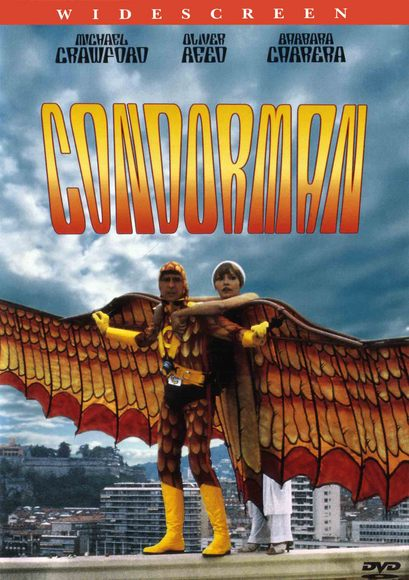 WIDESCREEN
MICHAEL CRAWFORD
OLIVER REED
BARBARA CARRERA
CONDORMAN
DVD